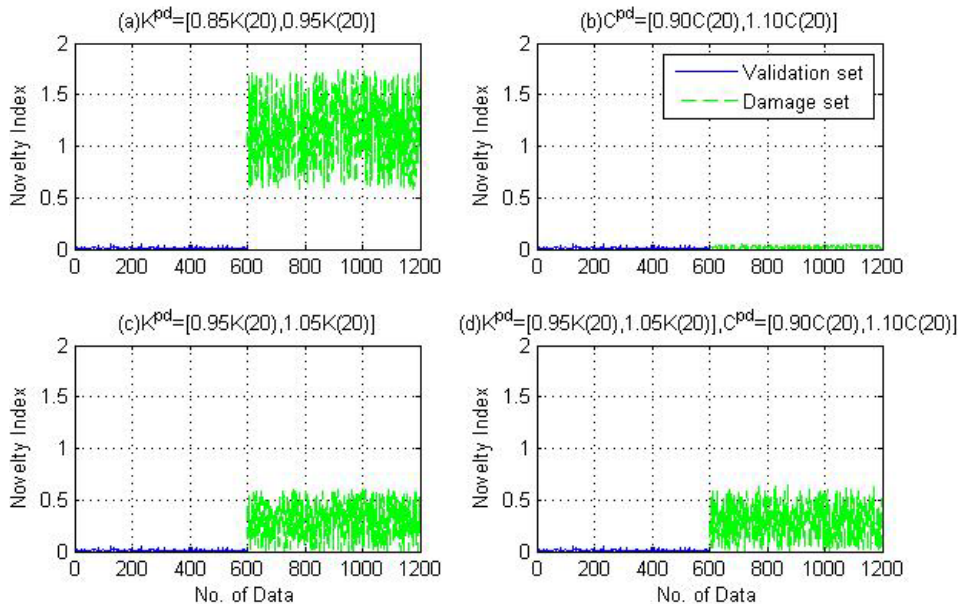 (a)K^pd=[0.85K(20),0.95K(20)]
2
1.5
1
0.5
0
Novelty Index
0 200 400 600 800 1000 1200
(b)C^pd=[0.90C(20),1.10C(20)]
2
1.5
1
0.5
0
Novelty Index
Validation set
Damage set
0 200 400 600 800 1000 1200
(c)K^pd=[0.95K(20),1.05K(20)]
2
1.5
1
0.5
0
Novelty Index
0 200 400 600 800 1000 1200
No. of Data
(d)K^pd=[0.95K(20),1.05K(20)],C^pd=[0.90C(20),1.10C(20)]
2
1.5
1
0.5
0
Novelty Index
0 200 400 600 800 1000 1200
No. of Data